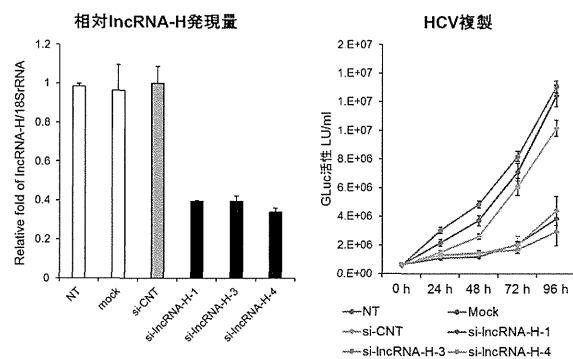 相対lncRNA-H発現量
Relative fold of lncRNA-H/18SrRNA
1.2
1
0.8
0.6
0.4
0.2
0
NT
mock
si-CNT
si-lncRNA-H-1
si-lncRNA-H-3
si-lncRNA-H-4
HCV複製
GLuc活性 LU/ml
2.E+07
1.E+07
1.E+07
1.E+07
8.E+06
6.E+06
4.E+06
2.E+06
0.E+00
0 h
24 h
48 h
72 h
96 h
NT
Mock
si-CNT
si-lncRNA-H-1
si-lncRNA-H-3
si-lncRNA-H-4